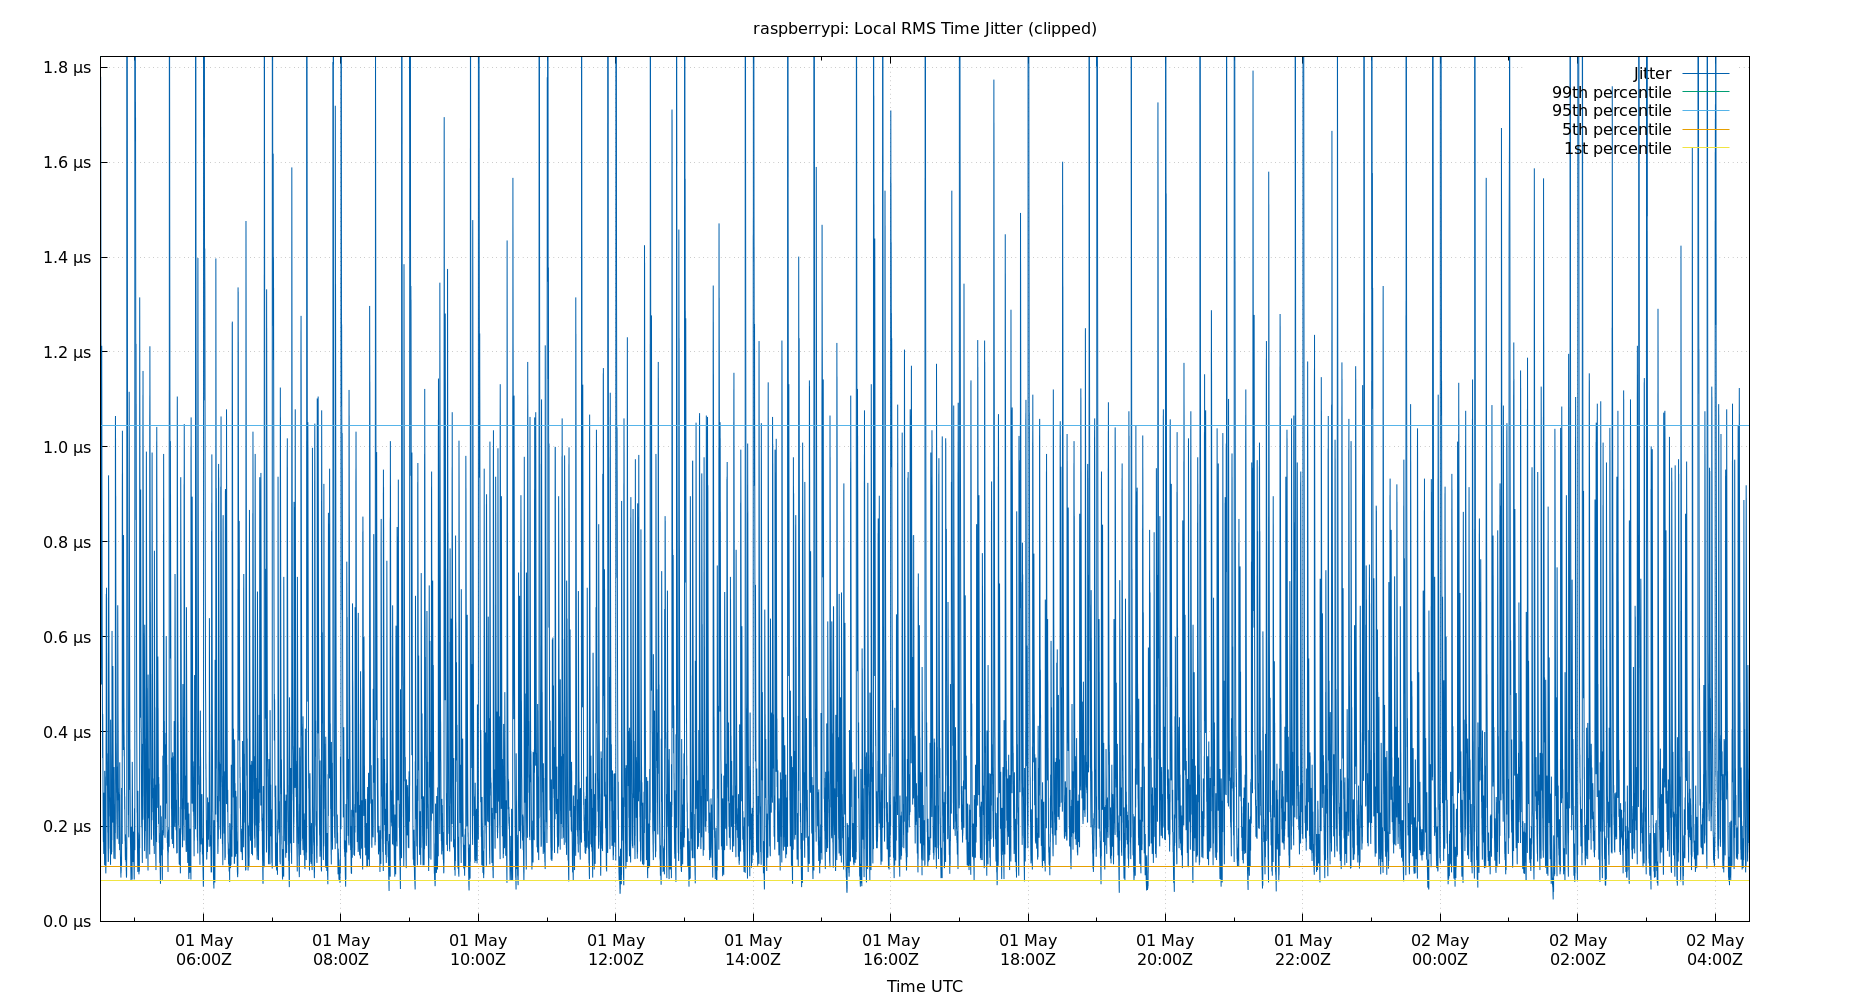 raspberrypi: Local RMS Time Jitter (clipped)
1.8 μs
1.6 μs
1.4 μs
1.2 μs
1.0 μs
0.8 μs
0.6 μs
0.4 μs
0.2 μs
0.0 μs
Jitter
99th percentile
95th percentile
5th percentile
1st percentile
01 May 01 May 01 May 01 May 01 May 01 May 01 May 01 May 01 May 02 May 02 May 02 May
06:00Z 08:00Z 10:00Z 12:00Z 14:00Z 16:00Z 18:00Z 20:00Z 22:00Z 00:00Z 02:00Z 04:00Z
Time UTC